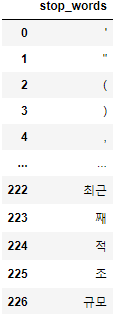 stop_words
0 '
1 "
2 (
3 )
4 ,
... ...
222 최근
223 째
224 적
225 조
226 규모